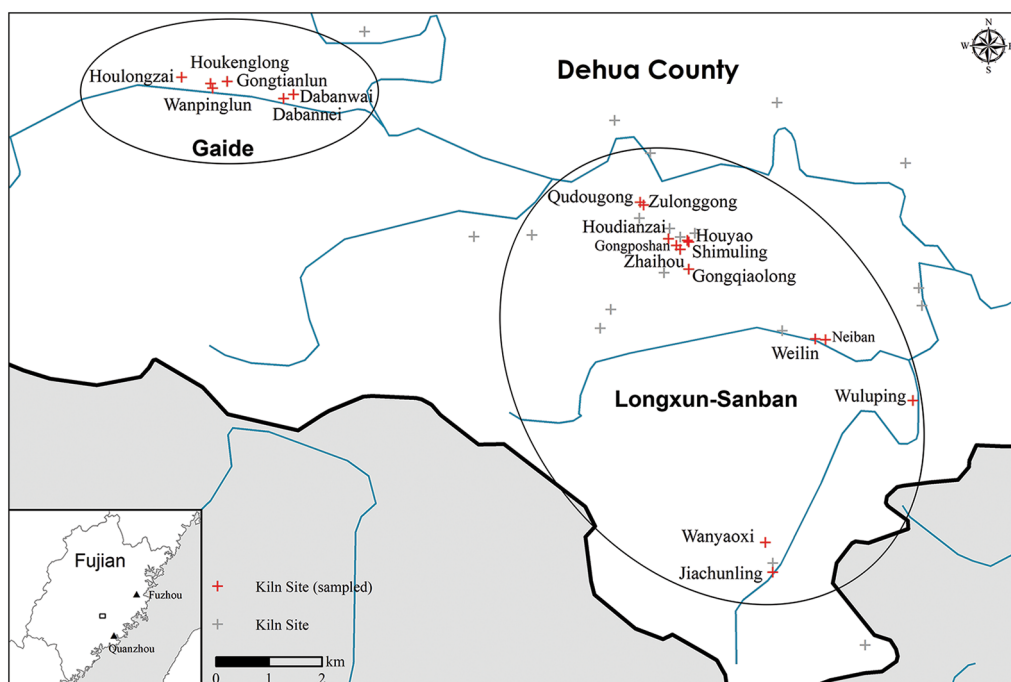 N
W
E
S
Dehua County
Houkenglong
Houlongzai
Gongtianlun
Dabanwai
Wanpinglun
Dabannei
Gaide
Qudougong
Zulonggong
Houdianzai
Houyao
Gongposhan
Shimuling
Zhaihou
Gongqiaolong
Weilin
Neiban
Longxun-Sanban
Wuluping
Wanyaoxi
Jiachunling
Fujian
Fuzhou
Quanzhou
Kiln Site (sampled)
Kiln Site
km
0
1
2